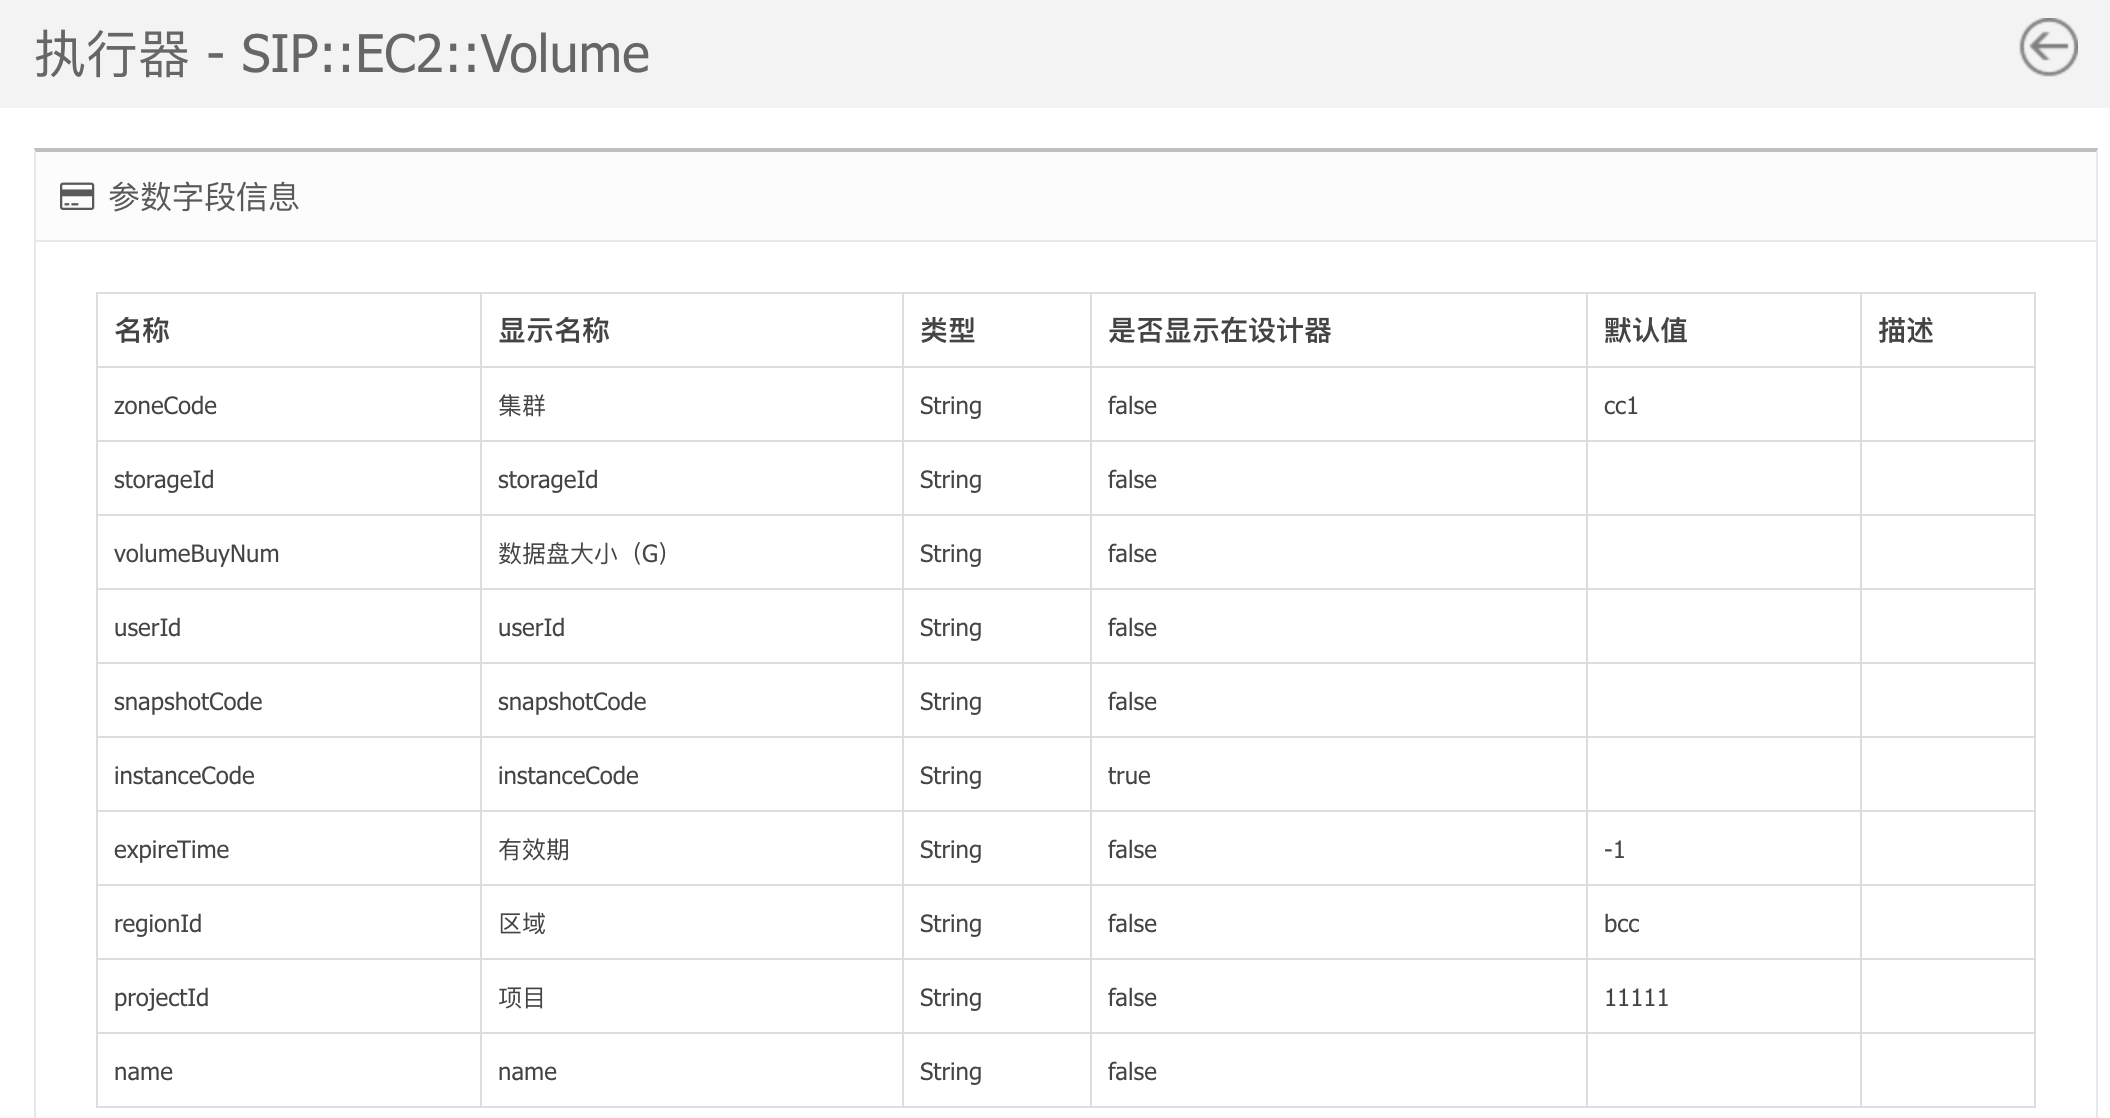 执行器 - SIP::EC2::Volume
参数字段信息
名称 显示名称 类型 是否显示在设计器 默认值 描述
zoneCode 集群 String false cc1
storageId storageId String false
volumeBuyNum 数据盘大小（G） String false
userId userId String false
snapshotCode snapshotCode String false
instanceCode instanceCode String true
expireTime 有效期 String false -1
regionId 区域 String false bcc
projectId 项目 String false 11111
name name String false